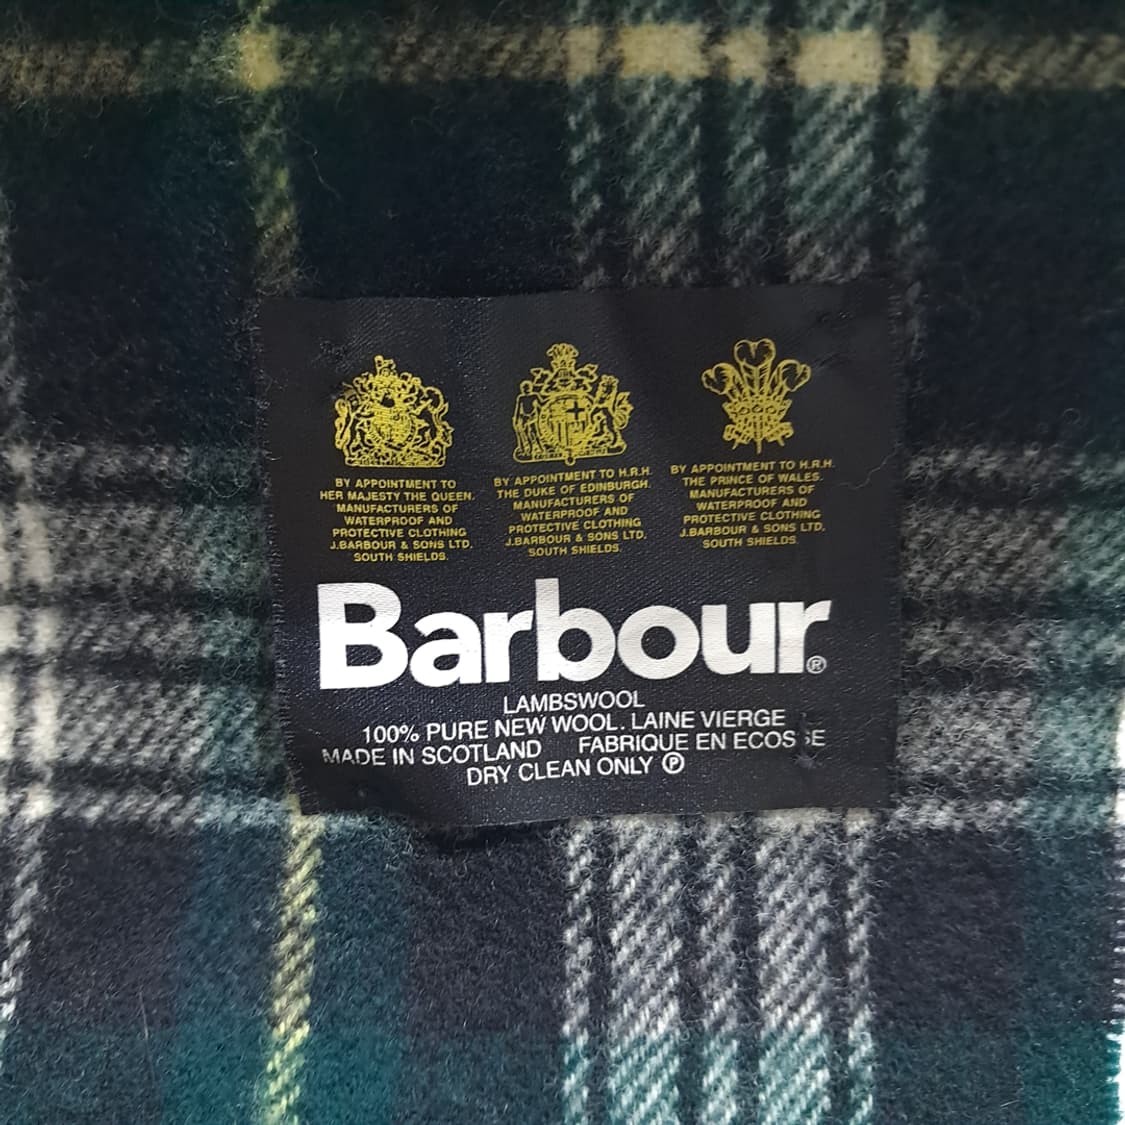 BY APPOINTMENT TO
HER MAJESTY THE QUEEN.
MANUFACTURERS OF
WATERPROOF AND
PROTECTIVE CLOTHING
J.BARBOUR & SONS LTD.
SOUTH SHIELDS.
BY APPOINTMENT TO H.R.H.
THE DUKE OF EDINBURGH.
MANUFACTURERS OF
WATERPROOF AND
PROTECTIVE CLOTHING
J.BARBOUR & SONS LTD.
SOUTH SHIELDS.
BY APPOINTMENT TO H.R.H.
THE PRINCE OF WALES.
MANUFACTURERS OF
WATERPROOF AND
PROTECTIVE CLOTHING
J.BARBOUR & SONS LTD.
SOUTH SHIELDS.
Barbour®
LAMBSWOOL
100% PURE NEW WOOL. LAINE VIERGE
MADE IN SCOTLAND FABRIQUE EN ECOSSE
DRY CLEAN ONLY Ⓟ